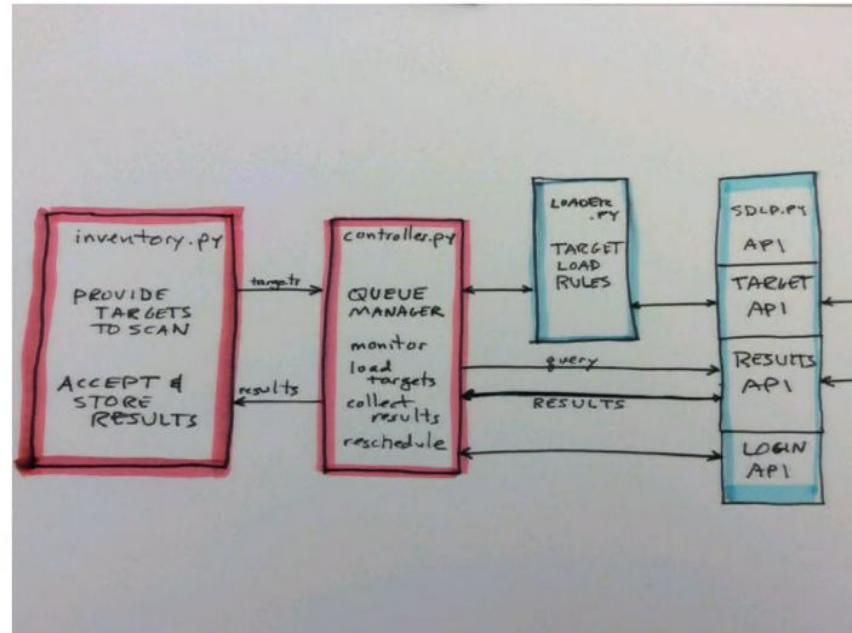 inventory.py
PROVIDE
TARGETS
TO SCAN
ACCEPT &
STORE
RESULTS
targets
results
controller.py
QUEUE
MANAGER
monitor
load
targets
collect
results
reschedule
LOADER
.PY
TARGET
LOAD
RULES
query
RESULTS
SDLP.PY
API
TARGET
API
RESULTS
API
LOGIN
API